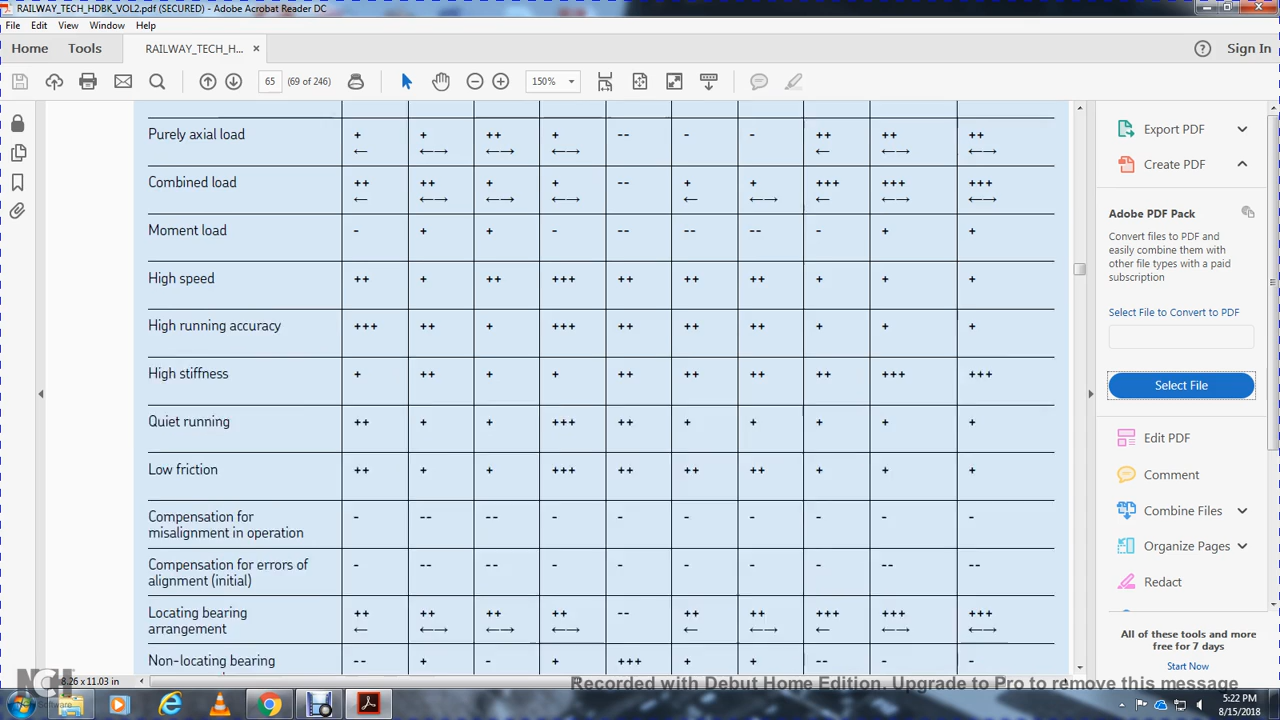 RAILWAY_TECH_HDBK_VOL2.pdf (SECURED) - Adobe Acrobat Reader DC
File Edit View Window Help
Home Tools RAILWAY_TECH_H... × Sign In
65 (69 of 246) 150%
Purely axial load + + ++ + -- - - ++ ++ ++
← ←→ ←→ ←→ ← ←→ ←→
Combined load ++ ++ + + -- + + +++ +++ +++
← ←→ ←→ ←→ ← ←→ ← ←→ ←→
Moment load - + + - -- -- -- - + +
High speed ++ + ++ +++ ++ ++ ++ + + +
High running accuracy +++ ++ + +++ ++ ++ ++ + + +
High stiffness + ++ + + ++ ++ ++ ++ +++ +++
Quiet running ++ + + +++ ++ + + + + +
Low friction ++ + + +++ ++ ++ ++ + + +
Compensation for
misalignment in operation - -- -- - - - - - - -
Compensation for errors of
alignment (initial) - -- -- - - - - - -- --
Locating bearing
arrangement ++ ++ ++ ++ -- ++ ++ +++ +++ +++
← ←→ ←→ ←→ ← ←→ ← ←→ ←→
Non-locating bearing -- + - + +++ + + -- - -
8.26 x 11.03 in
Export PDF
Create PDF
Adobe PDF Pack
Convert files to PDF and
easily combine them with
other file types with a paid
subscription
Select File to Convert to PDF
Select File
Edit PDF
Comment
Combine Files
Organize Pages
Redact
All of these tools and more
free for 7 days
Start Now
NCH
Software
Recorded with Debut Home Edition. Upgrade to Pro to remove this message
5:22 PM
8/15/2018